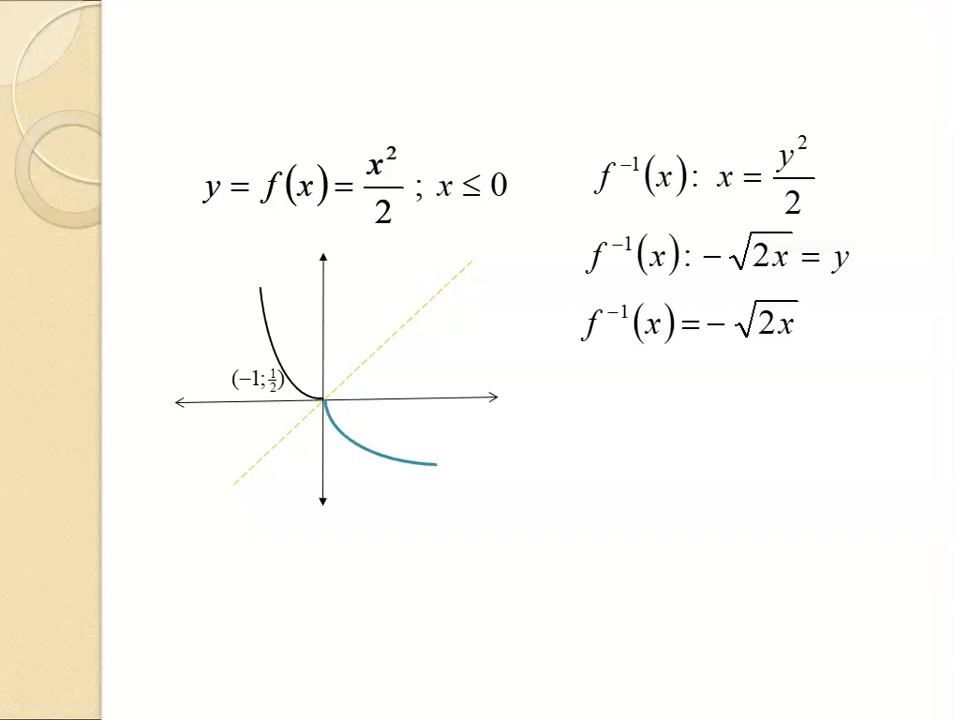 y = f(x) = x²/2 ; x ≤ 0
(−1; ½)
f⁻¹(x): x = y²/2
f⁻¹(x): −√2x = y
f⁻¹(x) = −√2x